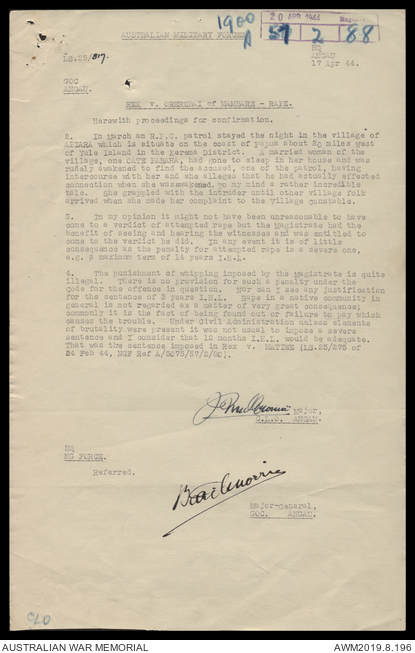 1900
A
20 APR 1944
57 2 88
AUSTRALIAN MILITARY FORCES
LS.25/317.
HQ
ANGAU
17 Apr 44.
GOC
ANGAU.
REX v. OREREBAI of MAMBARE - RAPE.
Herewith proceedings for confirmation.
2. In March an R.P.C. patrol stayed the night in the village of
APIARA which is situate on the coast of Papua about 20 miles West
of Yule Island in the Kerema District. A married woman of the
village, one OAPE PARARA, had gone to sleep in her house and was
rudely awakened to find the accused, one of the patrol, having
intercourse with her and she alleges that he had actually effected
connection when she was awakened, to my mind a rather incredible
tale. She grappled with the intruder until other village folk
arrived when she made her complaint to the village constable.
3. In my opinion it might not have been unreasonable to have
come to a verdict of attempted rape but the Magistrate had the
benefit of seeing and hearing the witnesses and was entitled to
come to the verdict he did. In any event it is of little
consequence as the penalty for attempted rape is a severe one,
e.g. a maximum term of 14 years I.H.L.
4. The punishment of whipping imposed by the Magistrate is quite
illegal. There is no provision for such a penalty under the
Code for the offence in question. Nor can I see any justification
for the sentence of 3 years I.H.L. Rape in a native community in
general is not regarded as a matter of very great consequence;
commonly it is the fact of being found out or failure to pay which
causes the trouble. Under Civil Administration unless elements
of brutality were present it was not usual to impose a severe
sentence and I consider that 12 months I.H.L. would be adequate.
That was the sentence imposed in Rex v. MATIBE (LS.25/275 of
24 Feb 44, NGF Ref A/3075/57/2/80).
Major,
ANGAU.
HQ
NG FORCE.
Referred.
Major-general,
GOC. ANGAU.
CLO
AUSTRALIAN WAR MEMORIAL
AWM2019.8.196